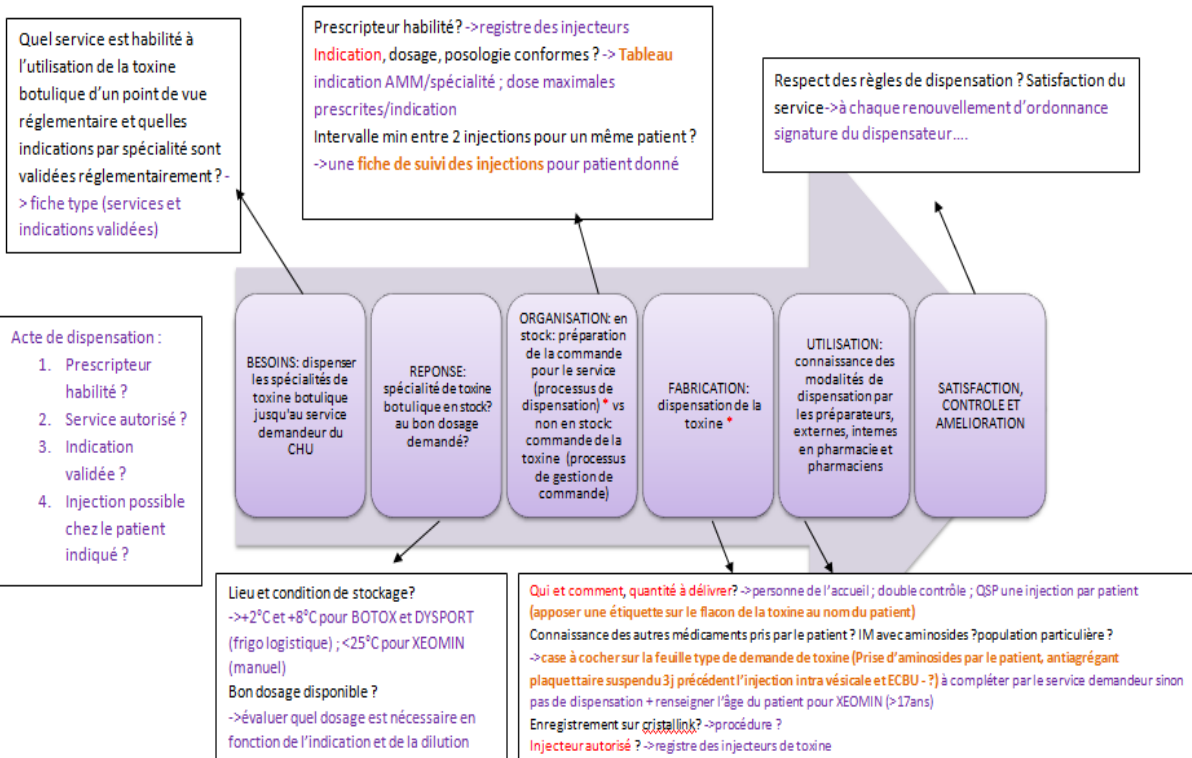 Quel service est habilité à
l'utilisation de la toxine
botulique d'un point de vue
réglementaire et quelles
indications par spécialité sont
validées réglementairement ? -
> fiche type (services et
indications validées)
Prescripteur habilité? ->registre des injecteurs
Indication, dosage, posologie conformes ? -> Tableau
indication AMM/spécialité ; dose maximales
prescrites/indication
Intervalle min entre 2 injections pour un même patient ?
->une fiche de suivi des injections pour patient donné
Respect des règles de dispensation ? Satisfaction du
service->à chaque renouvellement d'ordonnance
signature du dispensateur....
Acte de dispensation :
1. Prescripteur
habilité ?
2. Service autorisé ?
3. Indication
validée ?
4. Injection possible
chez le patient
indiqué ?
BESOINS: dispenser
les spécialités de
toxine botulique
jusqu'au service
demandeur du
CHU
REPONSE:
spécialité de toxine
botulique en stock?
au bon dosage
demandé?
ORGANISATION: en
stock: préparation
de la commande
pour le service
(processus de
dispensation) * vs
non en stock:
commande de la
toxine (processus
de gestion de
commande)
FABRICATION:
dispensation de la
toxine *
UTILISATION:
connaissance des
modalités de
dispensation par
les préparateurs,
externes, internes
en pharmacie et
pharmaciens
SATISFACTION,
CONTROLE ET
AMELIORATION
Lieu et condition de stockage?
->+2°C et +8°C pour BOTOX et DYSPORT
(frigo logistique) ; <25°C pour XEOMIN
(manuel)
Bon dosage disponible ?
->évaluer quel dosage est nécessaire en
fonction de l'indication et de la dilution
Qui et comment, quantité à délivrer? ->personne de l'accueil ; double contrôle ; QSP une injection par patient
(apposer une étiquette sur le flacon de la toxine au nom du patient)
Connaissance des autres médicaments pris par le patient ? IM avec aminosides ?population particulière ?
->case à cocher sur la feuille type de demande de toxine (Prise d'aminosides par le patient, antiagrégant
plaquettaire suspendu 3j précédent l'injection intra vésicale et ECBU - ?) à compléter par le service demandeur sinon
pas de dispensation + renseigner l'âge du patient pour XEOMIN (>17ans)
Enregistrement sur cristallink? ->procédure ?
Injecteur autorisé ? ->registre des injecteurs de toxine